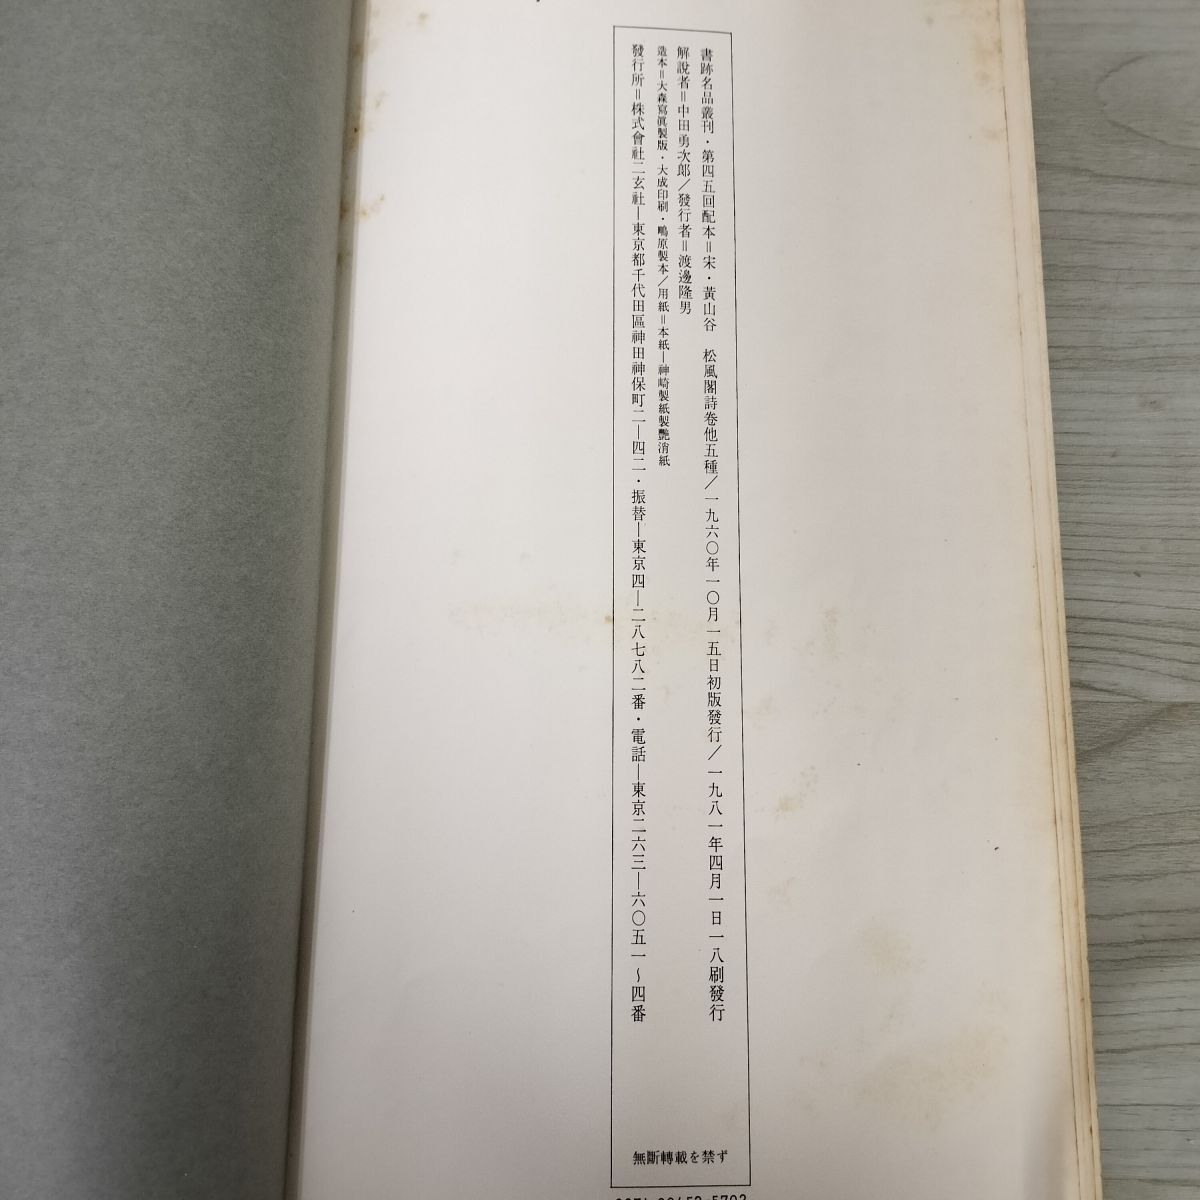 書跡名品叢刊・第四五回配本＝宋・黃山谷　松風閣詩卷他五種／一九六〇年一〇月一五日初版發行／一九八一年四月一日一八刷發行
解說者＝中田勇次郎／發行者＝渡邊隆男
造本＝大森寫眞製版・大成印刷・鴫原製本／用紙＝本紙―神崎製紙製艷消紙
發行所＝株式會社二玄社―東京都千代田區神田神保町二―四二・振替―東京四―二八七八二番・電話―東京二六三―六〇五一～四番
無斷轉載を禁ず